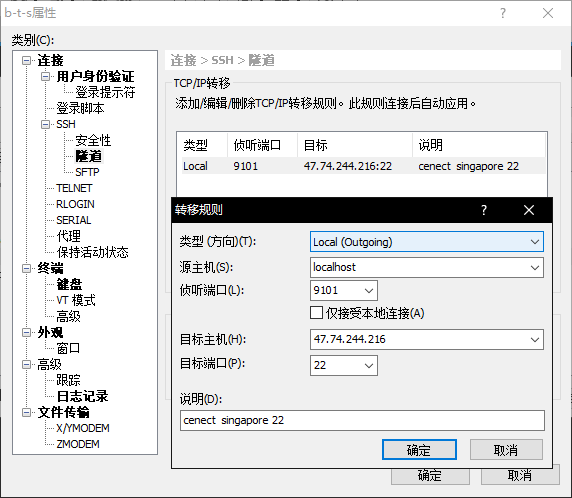 b-t-s属性
类别(C):
连接
用户身份验证
登录提示符
登录脚本
SSH
安全性
隧道
SFTP
TELNET
RLOGIN
SERIAL
代理
保持活动状态
终端
键盘
VT 模式
高级
外观
窗口
高级
跟踪
日志记录
文件传输
X/YMODEM
ZMODEM
连接 > SSH > 隧道
TCP/IP转移
添加/编辑/删除TCP/IP转移规则。此规则连接后自动应用。
类型 侦听端口 目标 说明
Local 9101 47.74.244.216:22 cenect singapore 22
转移规则
类型 (方向)(T): Local (Outgoing)
源主机(S): localhost
侦听端口(L): 9101
仅接受本地连接(A)
目标主机(H): 47.74.244.216
目标端口(P): 22
说明(D):
cenect singapore 22
确定 取消
确定 取消